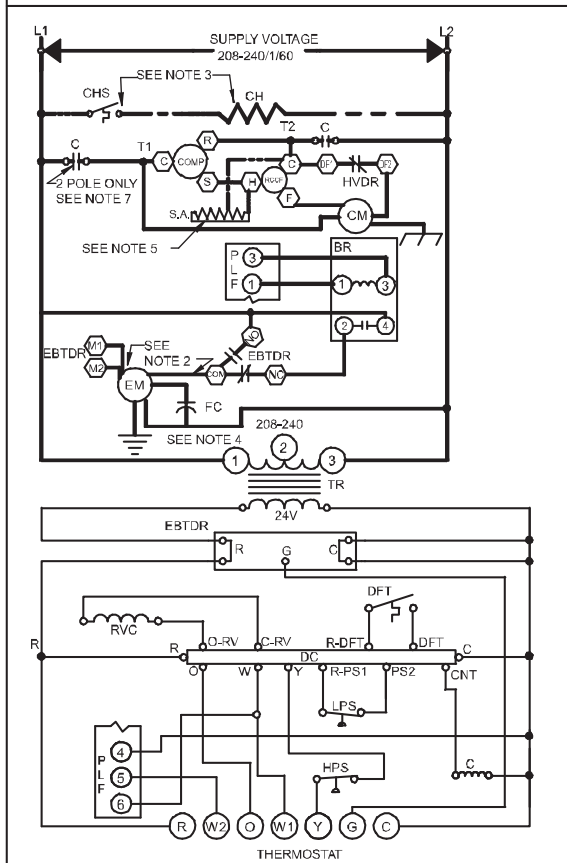 L1
L2
SUPPLY VOLTAGE
208-240/1/60
SEE NOTE 3
CHS
CH
R
T2
C
C
T1
C
COMP
C
DF1
DF2
2 POLE ONLY
SEE NOTE 7
S
H
RCCF
HVDR
F
S.A.
CM
SEE NOTE 5
BR
P
L
F
3
1
1
3
2
4
NO
EBTDR
M1
M2
SEE
NOTE 2
EBTDR
COM
NC
EM
FC
SEE NOTE 4
208-240
1
2
3
TR
24V
EBTDR
R
G
C
DFT
RVC
R
O-RV
C-RV
R-DFT
DFT
R
DC
C
O
W
Y
R-PS1
PS2
CNT
LPS
P
L
F
4
5
6
HPS
C
R
W2
O
W1
Y
G
C
THERMOSTAT